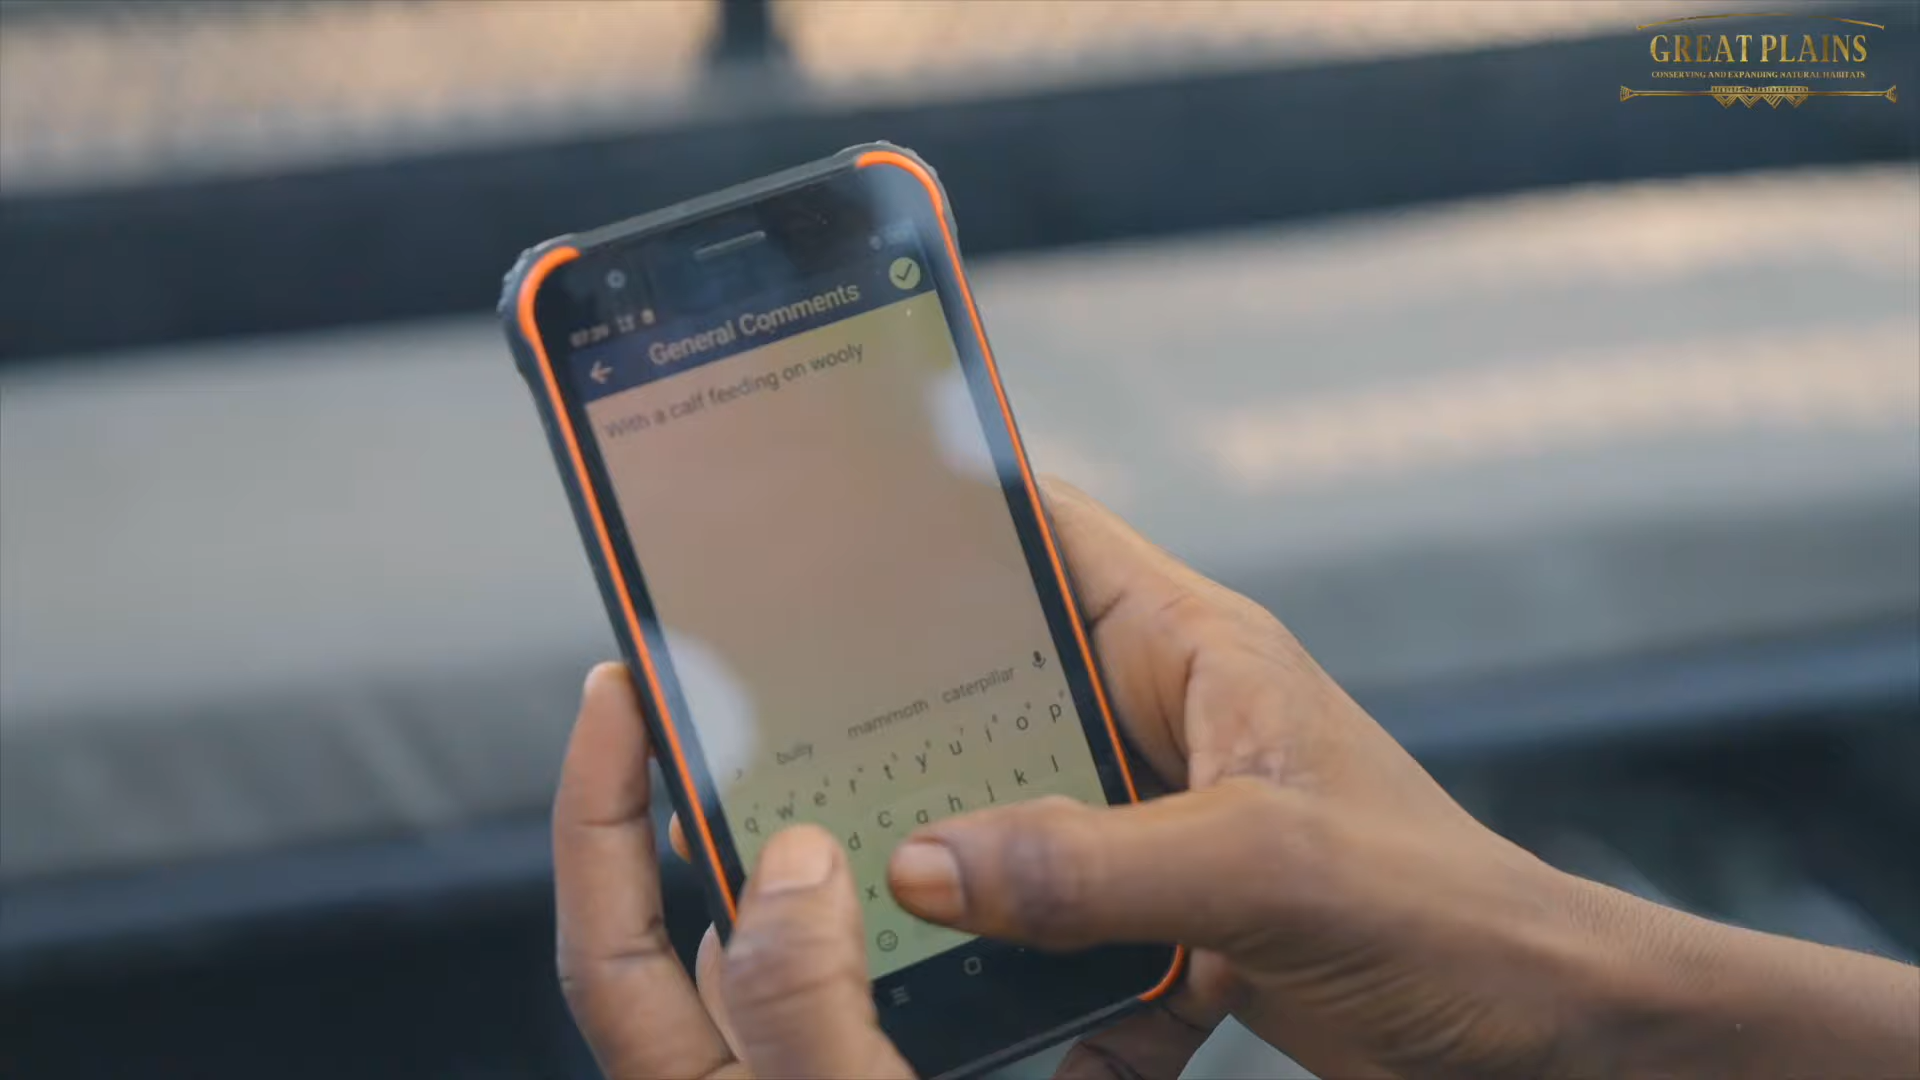 GREAT PLAINS
CONSERVING AND EXPANDING NATURAL HABITATS
General Comments
With a calf feeding on wooly
bully mammoth caterpillar
q w e r t y u i o p
d c g h j k l
x